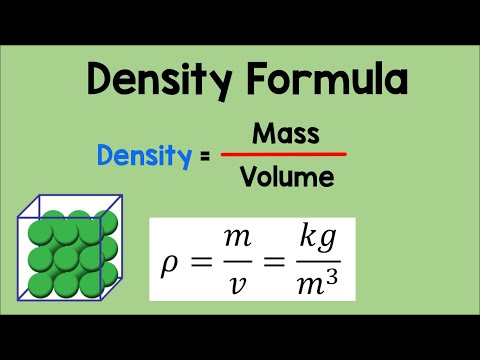 Density Formula
Density = Mass / Volume
ρ = m / v = kg / m³